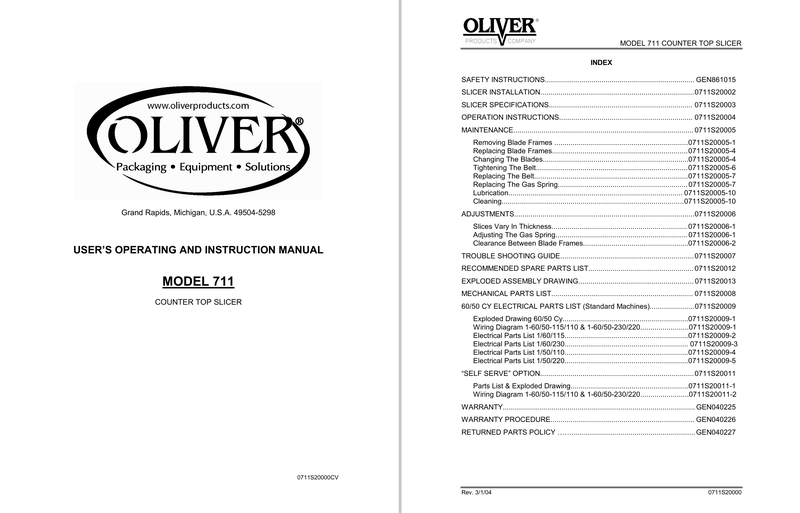 www.oliverproducts.com
OLIVER®
Packaging • Equipment • Solutions
Grand Rapids, Michigan, U.S.A. 49504-5298
USER'S OPERATING AND INSTRUCTION MANUAL
MODEL 711
COUNTER TOP SLICER
0711S20000CV
OLIVER®
PRODUCTS COMPANY
MODEL 711 COUNTER TOP SLICER
INDEX
SAFETY INSTRUCTIONS.......... GEN861015
SLICER INSTALLATION..........0711S20002
SLICER SPECIFICATIONS.......... 0711S20003
OPERATION INSTRUCTIONS.......... 0711S20004
MAINTENANCE.......... 0711S20005
Removing Blade Frames ..........0711S20005-1
Replacing Blade Frames..........0711S20005-4
Changing The Blades..........0711S20005-4
Tightening The Belt..........0711S20005-6
Replacing The Belt..........0711S20005-7
Replacing The Gas Spring.......... 0711S20005-7
Lubrication.......... 0711S20005-10
Cleaning..........0711S20005-10
ADJUSTMENTS..........0711S20006
Slices Vary In Thickness..........0711S20006-1
Adjusting The Gas Spring.......... 0711S20006-1
Clearance Between Blade Frames..........0711S20006-2
TROUBLE SHOOTING GUIDE..........0711S20007
RECOMMENDED SPARE PARTS LIST..........0711S20012
EXPLODED ASSEMBLY DRAWING.......... 0711S20013
MECHANICAL PARTS LIST.......... 0711S20008
60/50 CY ELECTRICAL PARTS LIST (Standard Machines)..........0711S20009
Exploded Drawing 60/50 Cy..........0711S20009-1
Wiring Diagram 1-60/50-115/110 & 1-60/50-230/220..........0711S20009-1
Electrical Parts List 1/60/115..........0711S20009-2
Electrical Parts List 1/60/230.......... 0711S20009-3
Electrical Parts List 1/50/110..........0711S20009-4
Electrical Parts List 1/50/220..........0711S20009-5
"SELF SERVE" OPTION..........0711S20011
Parts List & Exploded Drawing..........0711S20011-1
Wiring Diagram 1-60/50-115/110 & 1-60/50-230/220..........0711S20011-2
WARRANTY.......... GEN040225
WARRANTY PROCEDURE.......... GEN040226
RETURNED PARTS POLICY ..........GEN040227
Rev. 3/1/04
0711S20000